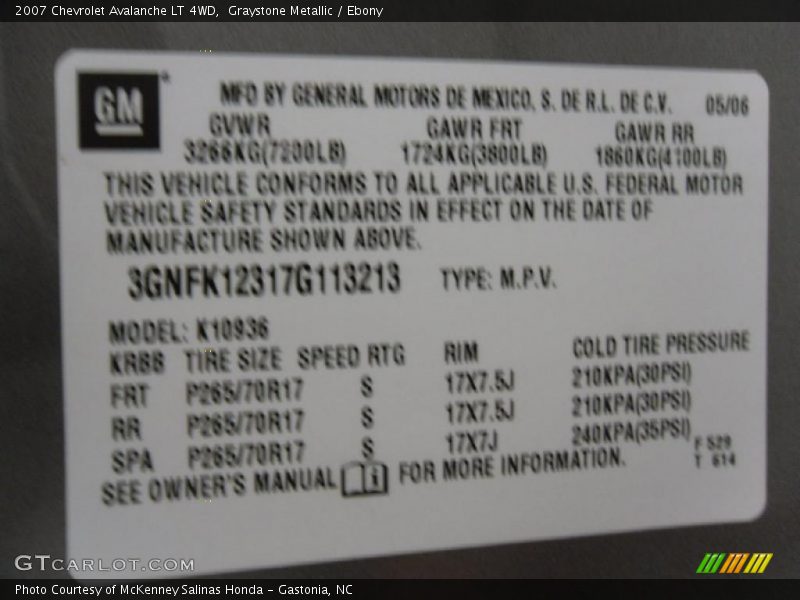 2007 Chevrolet Avalanche LT 4WD, Graystone Metallic / Ebony
GM
MFD BY GENERAL MOTORS DE MEXICO, S. DE R.L. DE C.V. 05/06
GVWR GAWR FRT GAWR RR
3266KG(7200LB) 1724KG(3800LB) 1860KG(4100LB)
THIS VEHICLE CONFORMS TO ALL APPLICABLE U.S. FEDERAL MOTOR
VEHICLE SAFETY STANDARDS IN EFFECT ON THE DATE OF
MANUFACTURE SHOWN ABOVE.
3GNFK12317G113213 TYPE: M.P.V.
MODEL: K10936
KRBB TIRE SIZE SPEED RTG RIM COLD TIRE PRESSURE
FRT P265/70R17 S 17X7.5J 210KPA(30PSI)
RR P265/70R17 S 17X7.5J 210KPA(30PSI)
SPA P265/70R17 S 17X7J 240KPA(35PSI)
F 529
T 614
SEE OWNER'S MANUAL FOR MORE INFORMATION.
GTCARLOT.COM
Photo Courtesy of McKenney Salinas Honda - Gastonia, NC